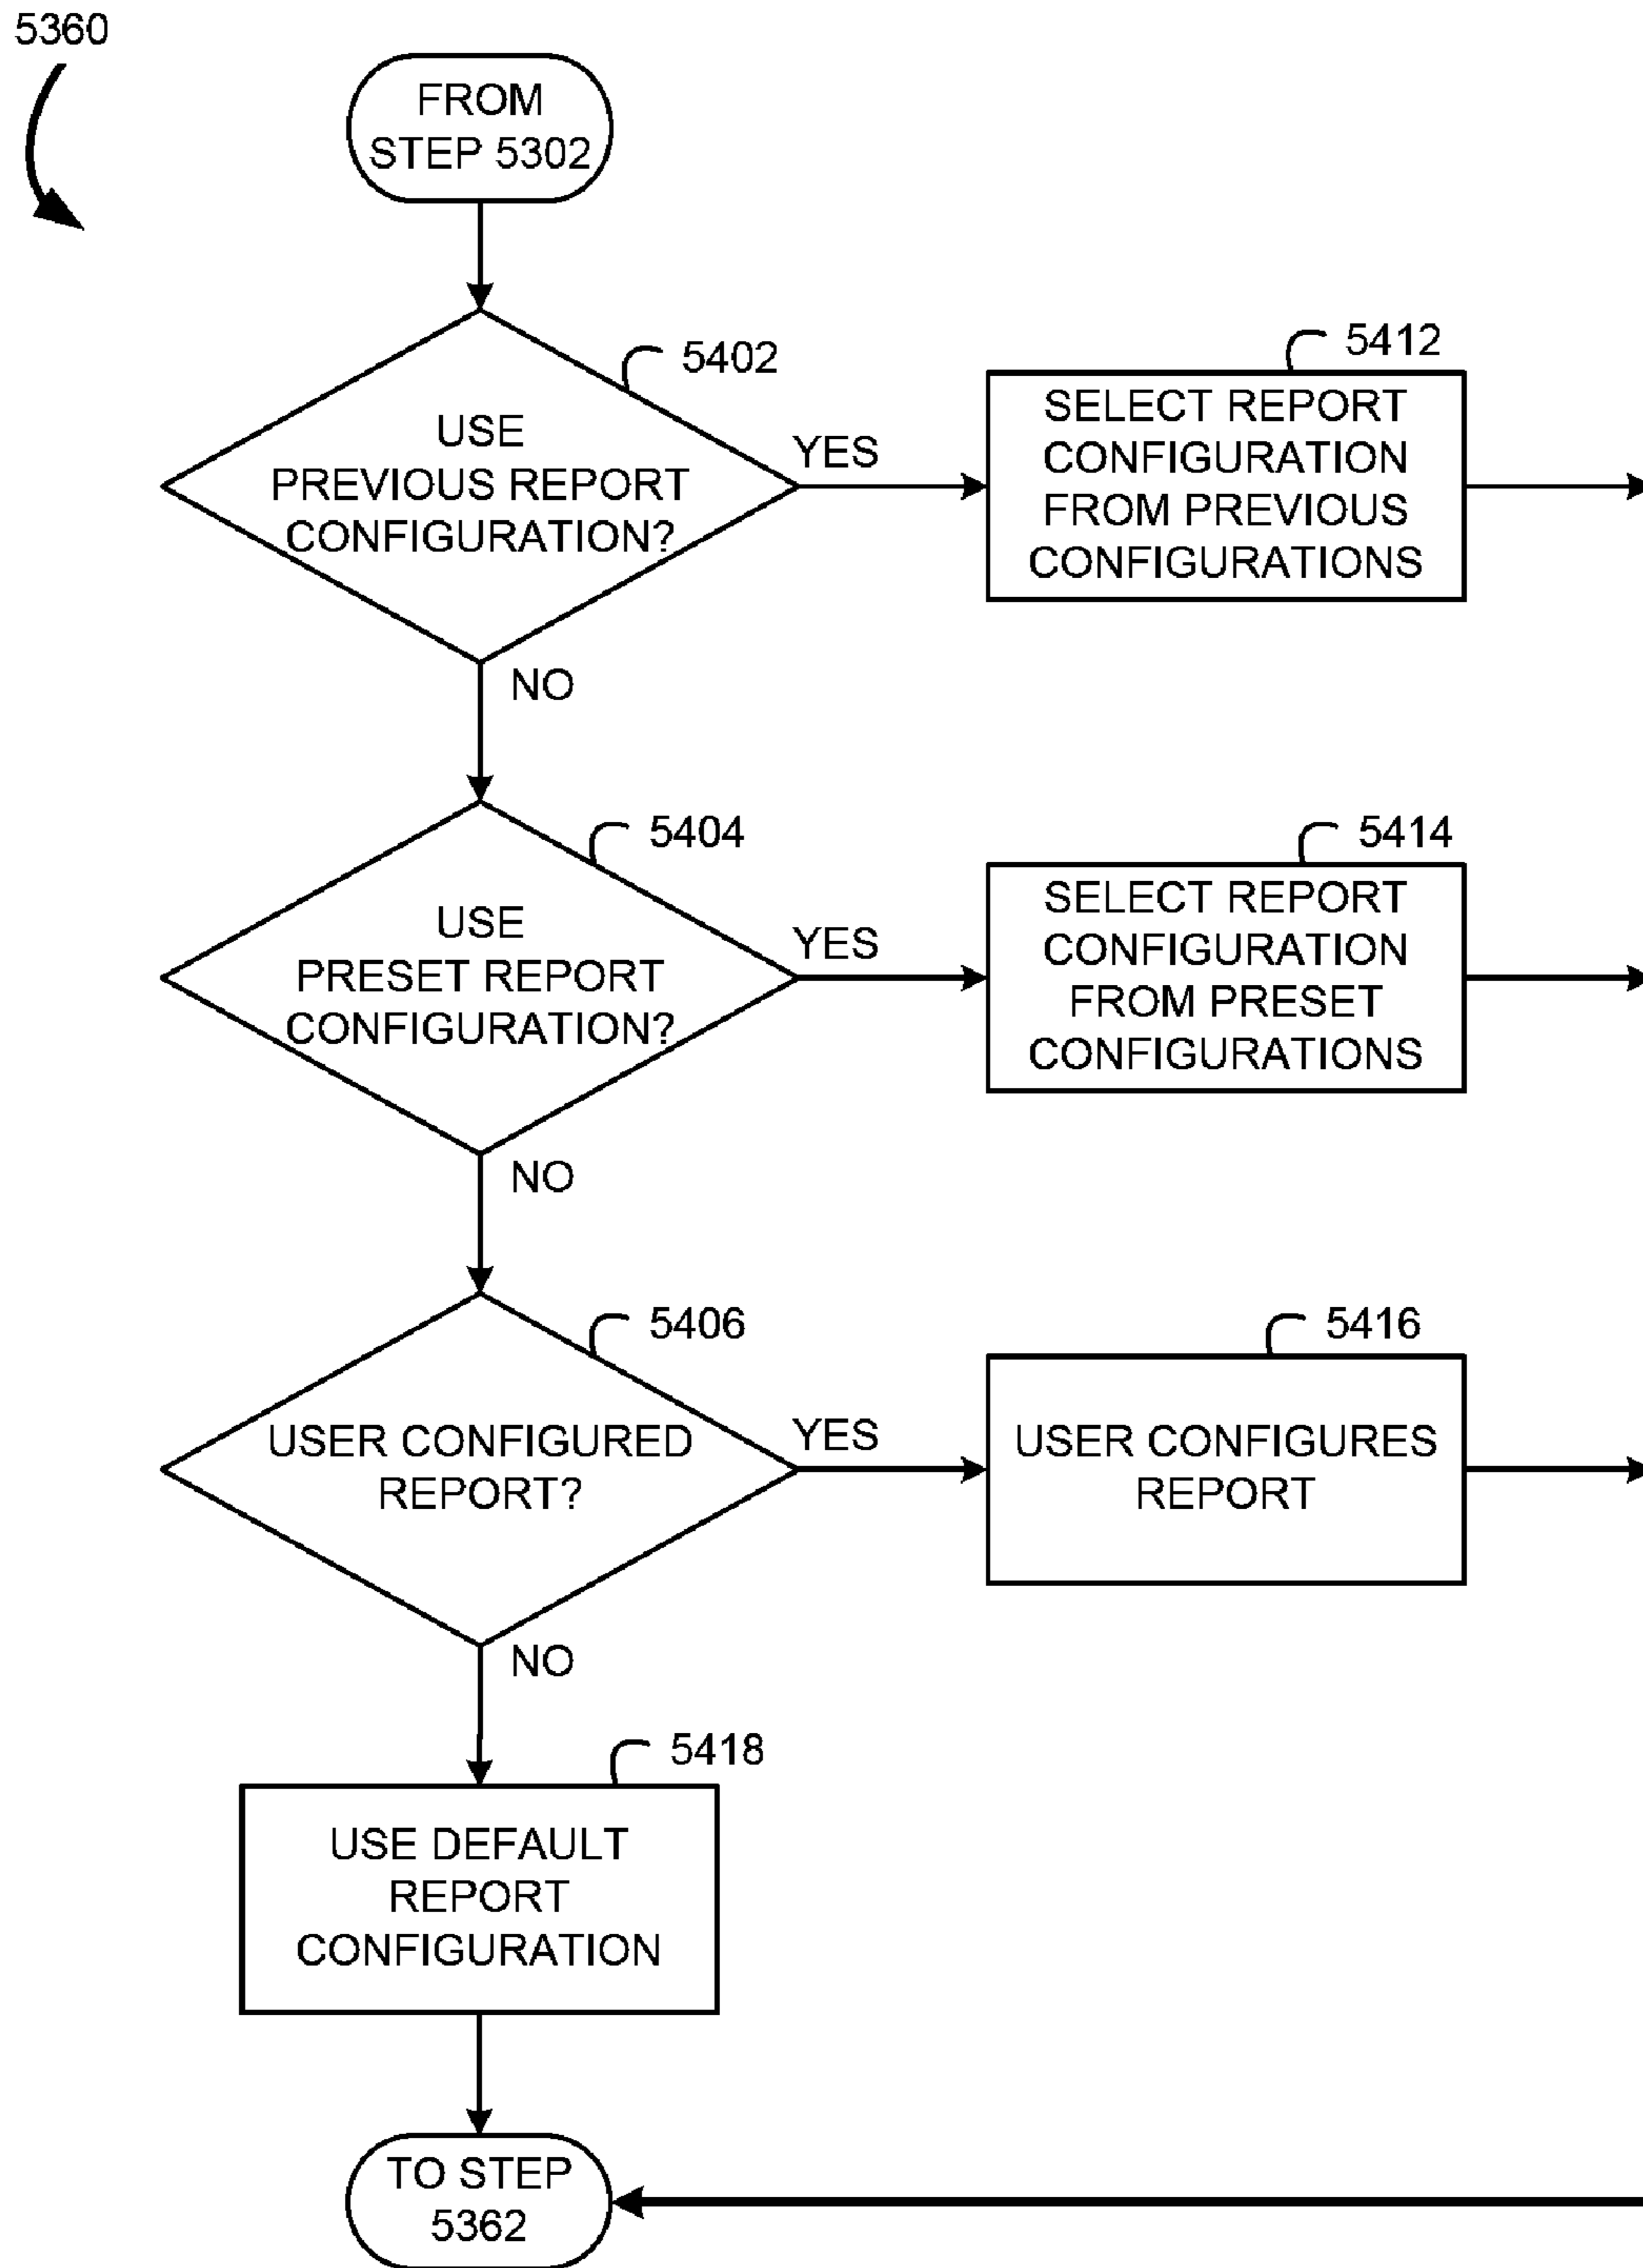 5360
FROM
STEP 5302
5402
USE
PREVIOUS REPORT
CONFIGURATION?
YES
5412
SELECT REPORT
CONFIGURATION
FROM PREVIOUS
CONFIGURATIONS
NO
5404
USE
PRESET REPORT
CONFIGURATION?
YES
5414
SELECT REPORT
CONFIGURATION
FROM PRESET
CONFIGURATIONS
NO
5406
USER CONFIGURED
REPORT?
YES
5416
USER CONFIGURES
REPORT
NO
5418
USE DEFAULT
REPORT
CONFIGURATION
TO STEP
5362